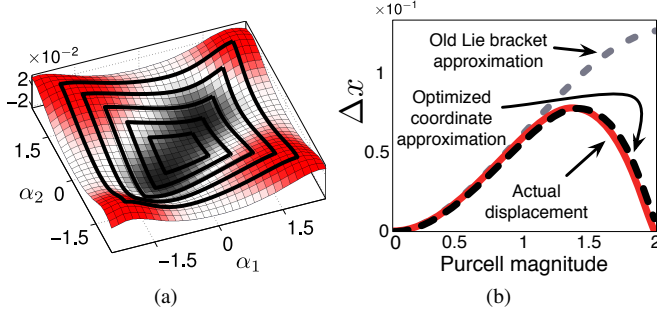 ×10⁻²
2
0
−2
1.5
0
−1.5
α₂
−1.5
0
1.5
α₁
(a)
×10⁻¹
1
0.5
0
Δx
Old Lie bracket
approximation
Optimized
coordinate
approximation
Actual
displacement
0 0.5 1 1.5 2
Purcell magnitude
(b)